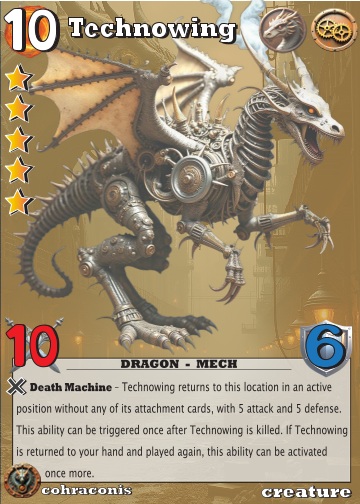 10 Technowing
10
6
DRAGON - MECH
Death Machine - Technowing returns to this location in an active
position without any of its attachment cards, with 5 attack and 5 defense.
This ability can be triggered once after Technowing is killed. If Technowing
is returned to your hand and played again, this ability can be activated
once more.
cohraconis
creature